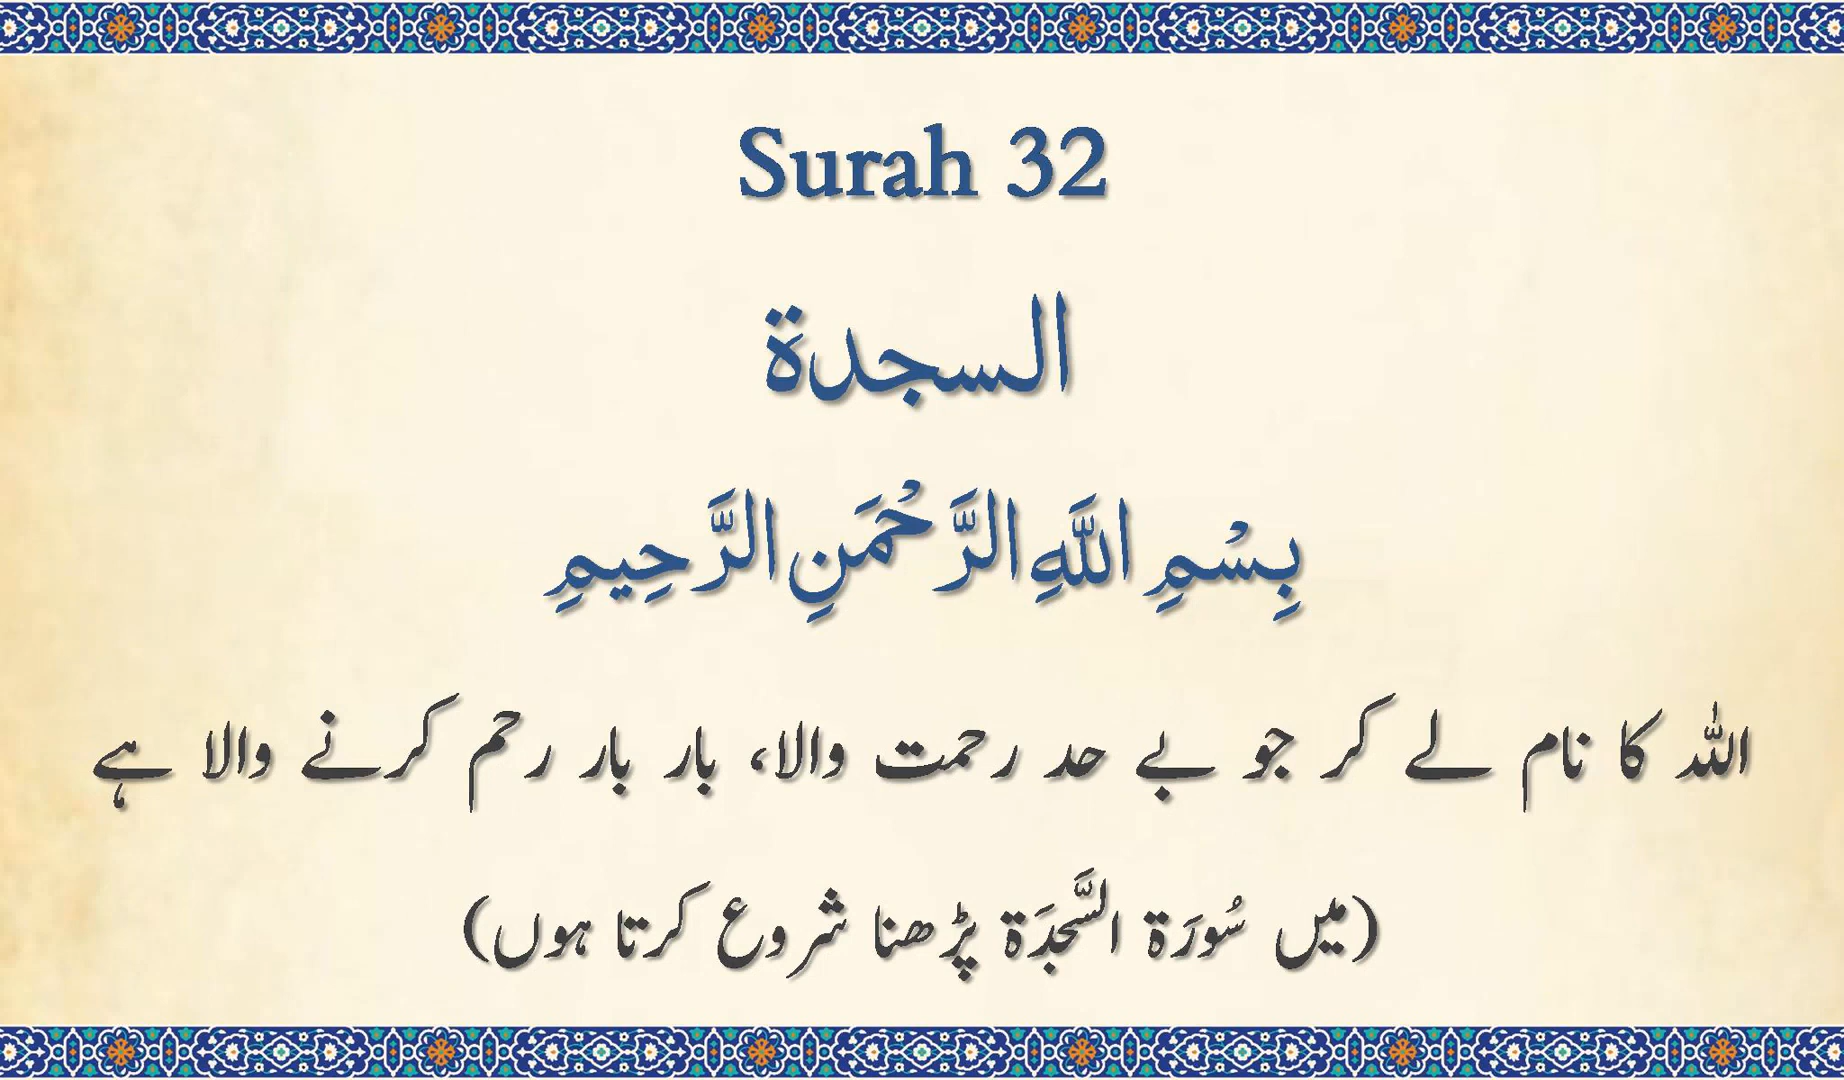 Surah 32
السجدة
بِسْمِ اللَّهِ الرَّحْمَنِ الرَّحِيمِ
اللہ کا نام لے کر جو بے حد رحمت والا، بار بار رحم کرنے والا ہے
(میں سُورَة السَّجدَة پڑھنا شروع کرتا ہوں)